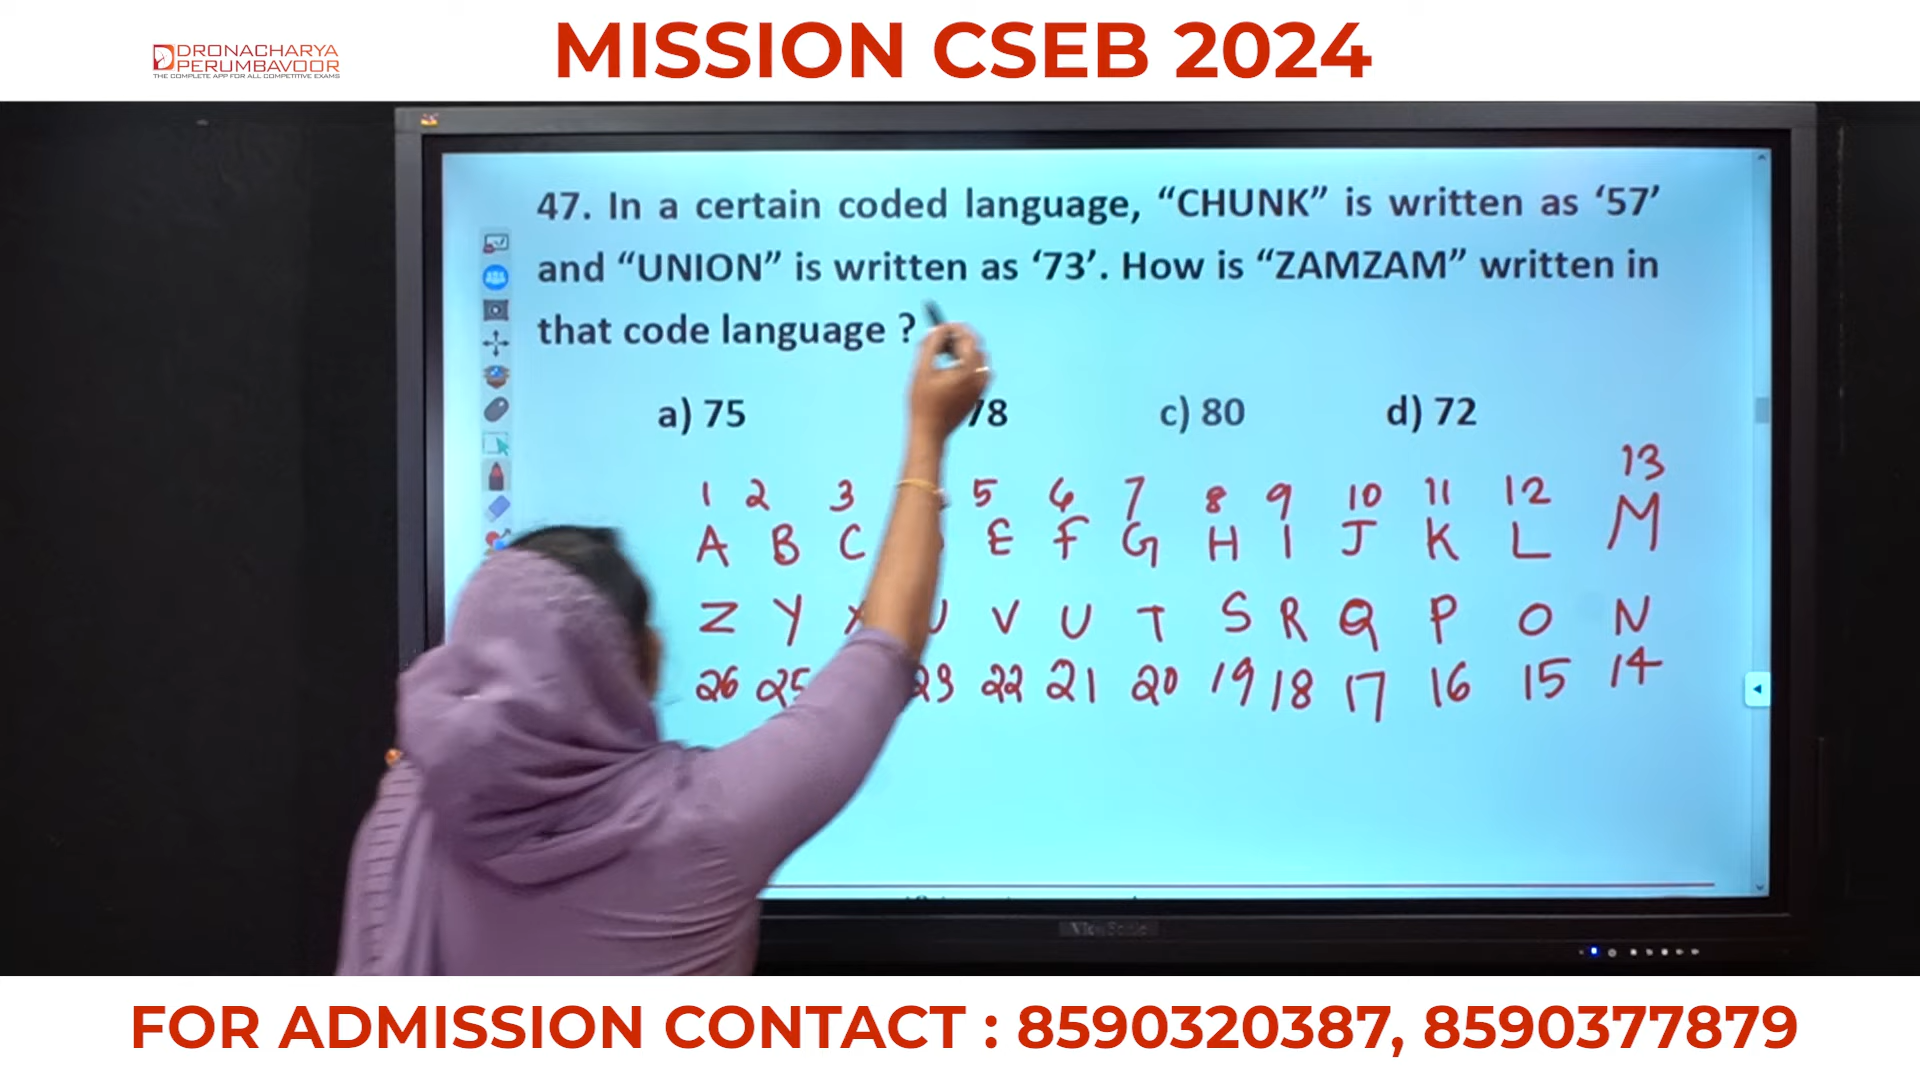 DRONACHARYA
PERUMBAVOOR
THE COMPLETE APP FOR ALL COMPETITIVE EXAMS
MISSION CSEB 2024
47. In a certain coded language, “CHUNK” is written as ‘57’
and “UNION” is written as ‘73’. How is “ZAMZAM” written in
that code language ?
a) 75 78 c) 80 d) 72
1 2 3 5 6 7 8 9 10 11 12 13
A B C E F G H I J K L M
Z Y X V U T S R Q P O N
26 25 23 22 21 20 19 18 17 16 15 14
ViewSonic
FOR ADMISSION CONTACT : 8590320387, 8590377879